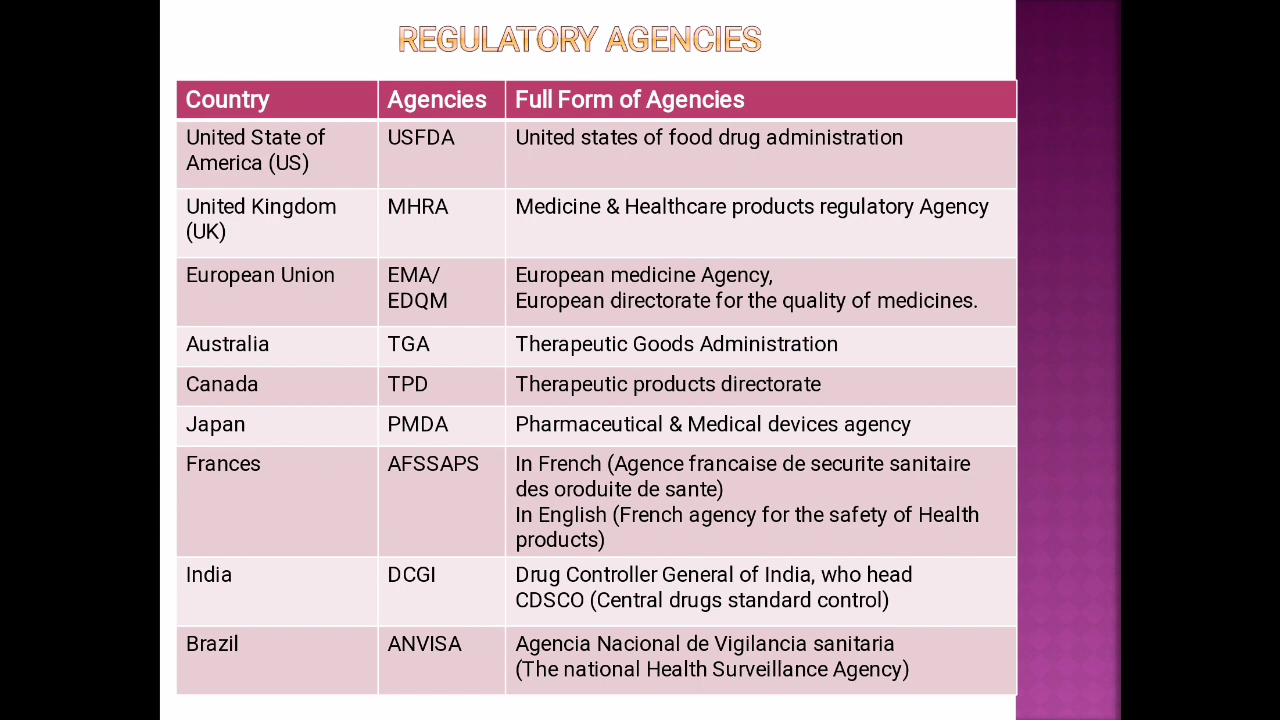 REGULATORY AGENCIES
Country Agencies Full Form of Agencies
United State of
America (US)
USFDA
United states of food drug administration
United Kingdom
(UK)
MHRA
Medicine & Healthcare products regulatory Agency
European Union
EMA/
EDQM
European medicine Agency,
European directorate for the quality of medicines.
Australia
TGA
Therapeutic Goods Administration
Canada
TPD
Therapeutic products directorate
Japan
PMDA
Pharmaceutical & Medical devices agency
Frances
AFSSAPS
In French (Agence francaise de securite sanitaire
des oroduite de sante)
In English (French agency for the safety of Health
products)
India
DCGI
Drug Controller General of India, who head
CDSCO (Central drugs standard control)
Brazil
ANVISA
Agencia Nacional de Vigilancia sanitaria
(The national Health Surveillance Agency)